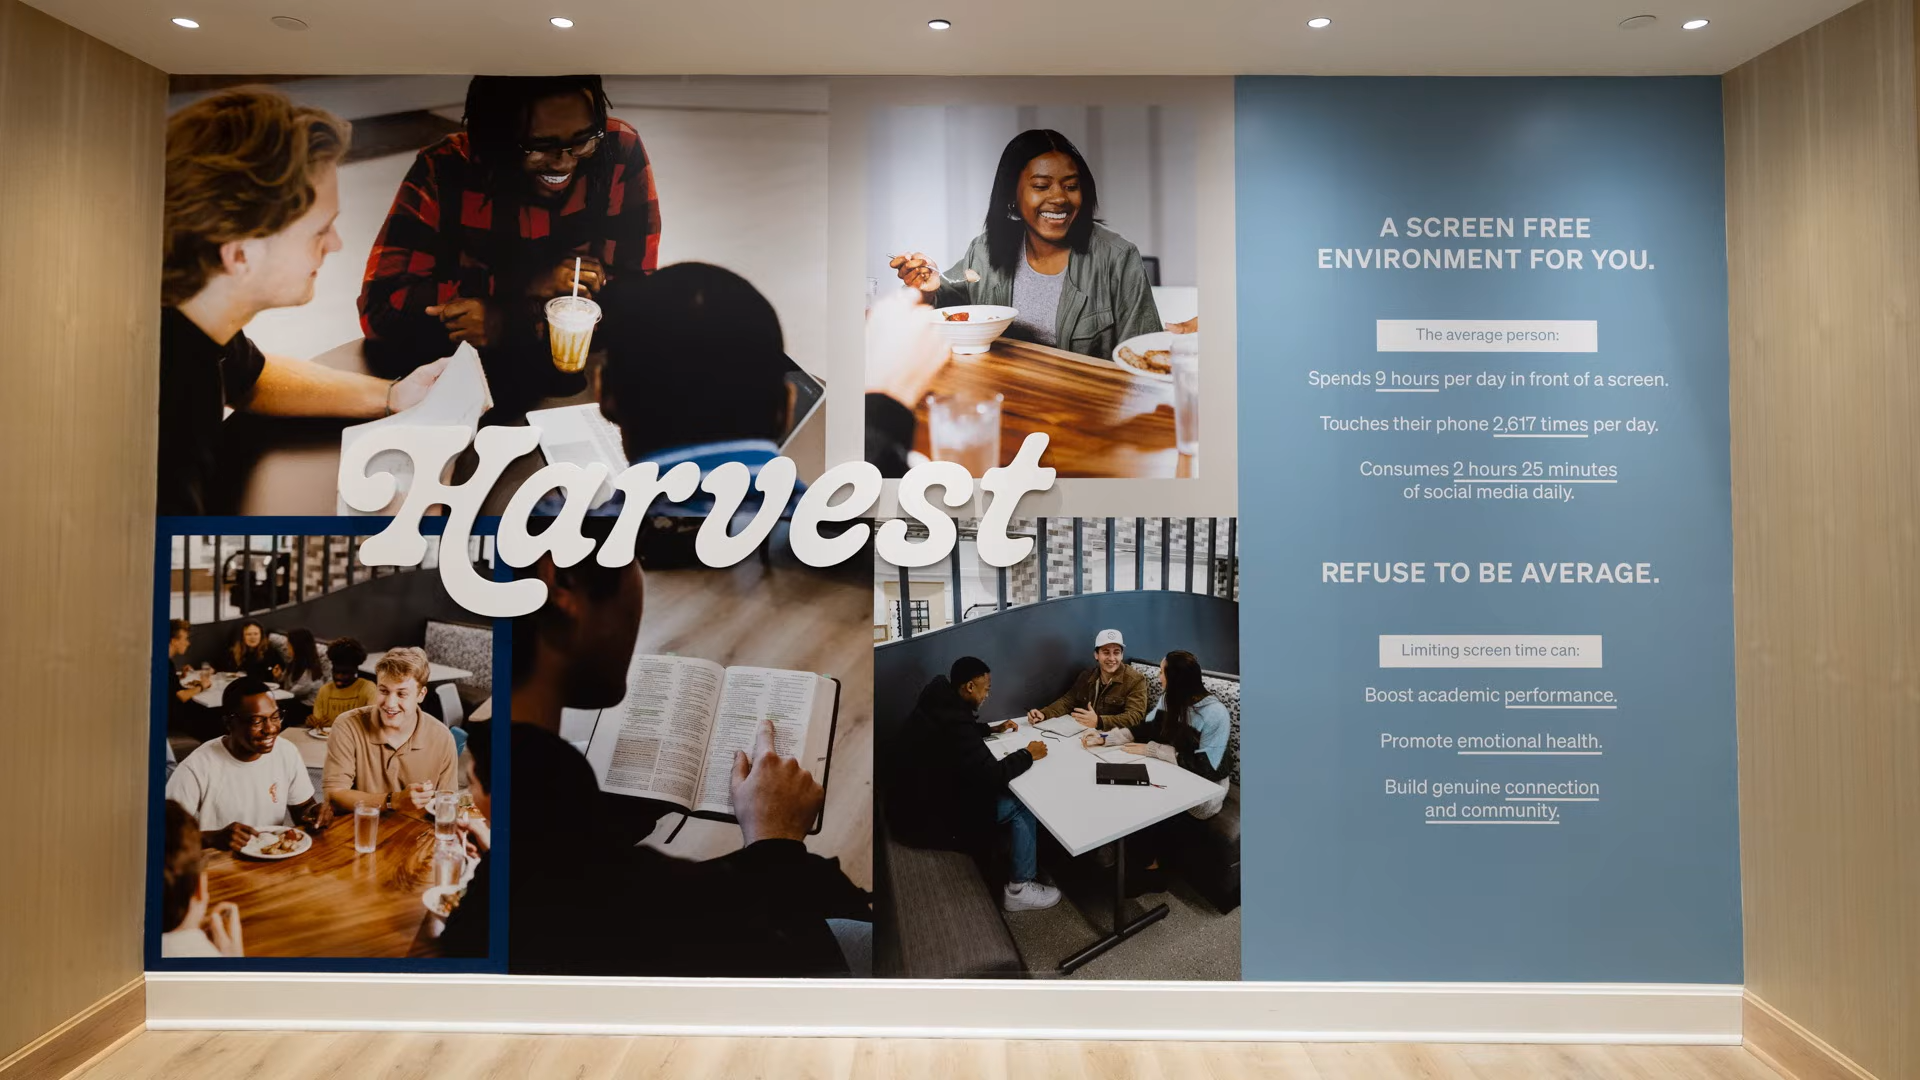 Harvest
A SCREEN FREE
ENVIRONMENT FOR YOU.
The average person:
Spends 9 hours per day in front of a screen.
Touches their phone 2,617 times per day.
Consumes 2 hours 25 minutes
of social media daily.
REFUSE TO BE AVERAGE.
Limiting screen time can:
Boost academic performance.
Promote emotional health.
Build genuine connection
and community.